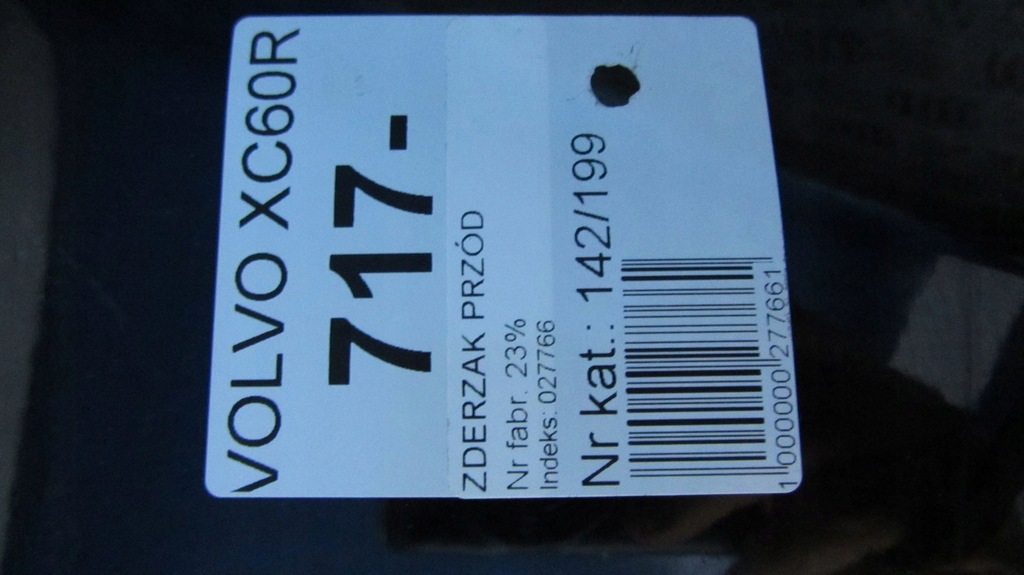 VOLVO XC60R
717-
ZDERZAK PRZÓD
Nr fabr. 23%
Indeks: 027766
Nr kat.: 142/199
1000000277661